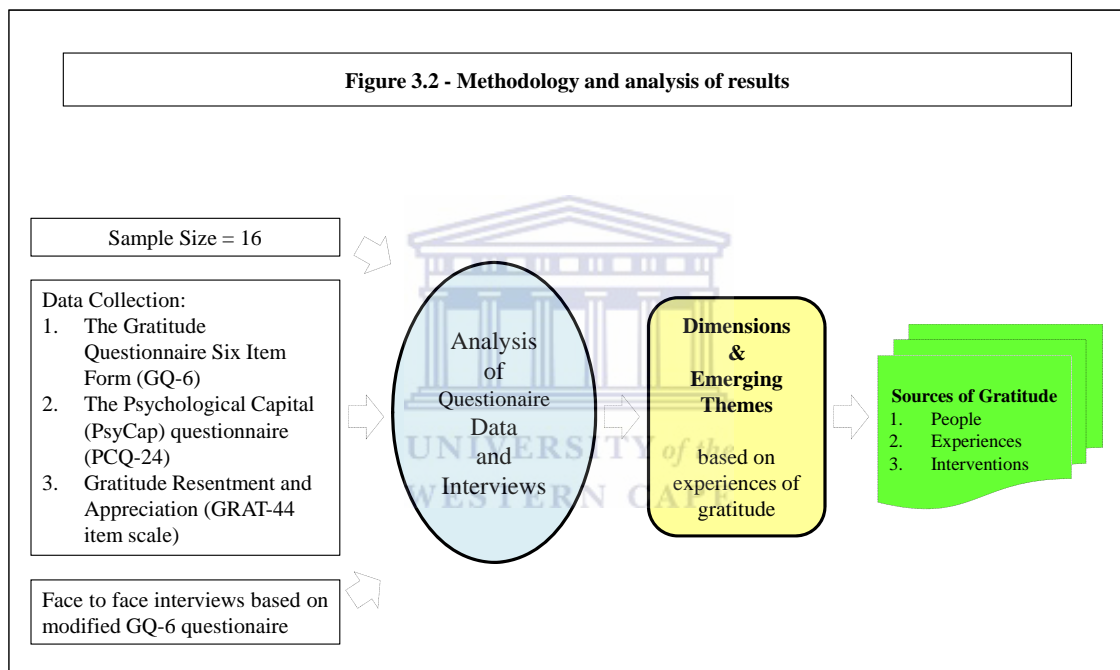 Figure 3.2 - Methodology and analysis of results
Sample Size = 16
Data Collection:
1. The Gratitude
Questionnaire Six Item
Form (GQ-6)
2. The Psychological Capital
(PsyCap) questionnaire
(PCQ-24)
3. Gratitude Resentment and
Appreciation (GRAT-44
item scale)
Face to face interviews based on
modified GQ-6 questionaire
Analysis
of
Questionaire
Data
and
Interviews
Dimensions
&
Emerging
Themes
based on
experiences of
gratitude
Sources of Gratitude
1. People
2. Experiences
3. Interventions
UNIVERSITY of the
WESTERN CAPE